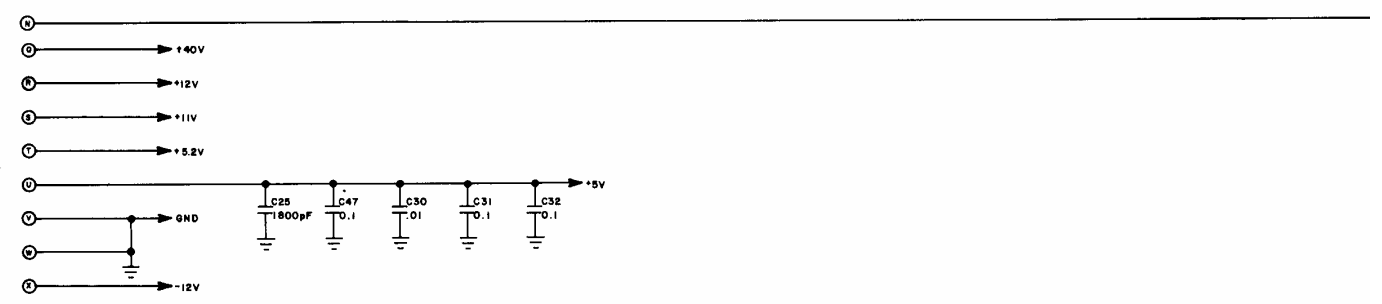 N
Q +40V
R +12V
S +11V
T +5.2V
U +5V
C25 C47 C30 C31 C32
1800pF 0.1 .01 0.1 0.1
V GND
W
X -12V